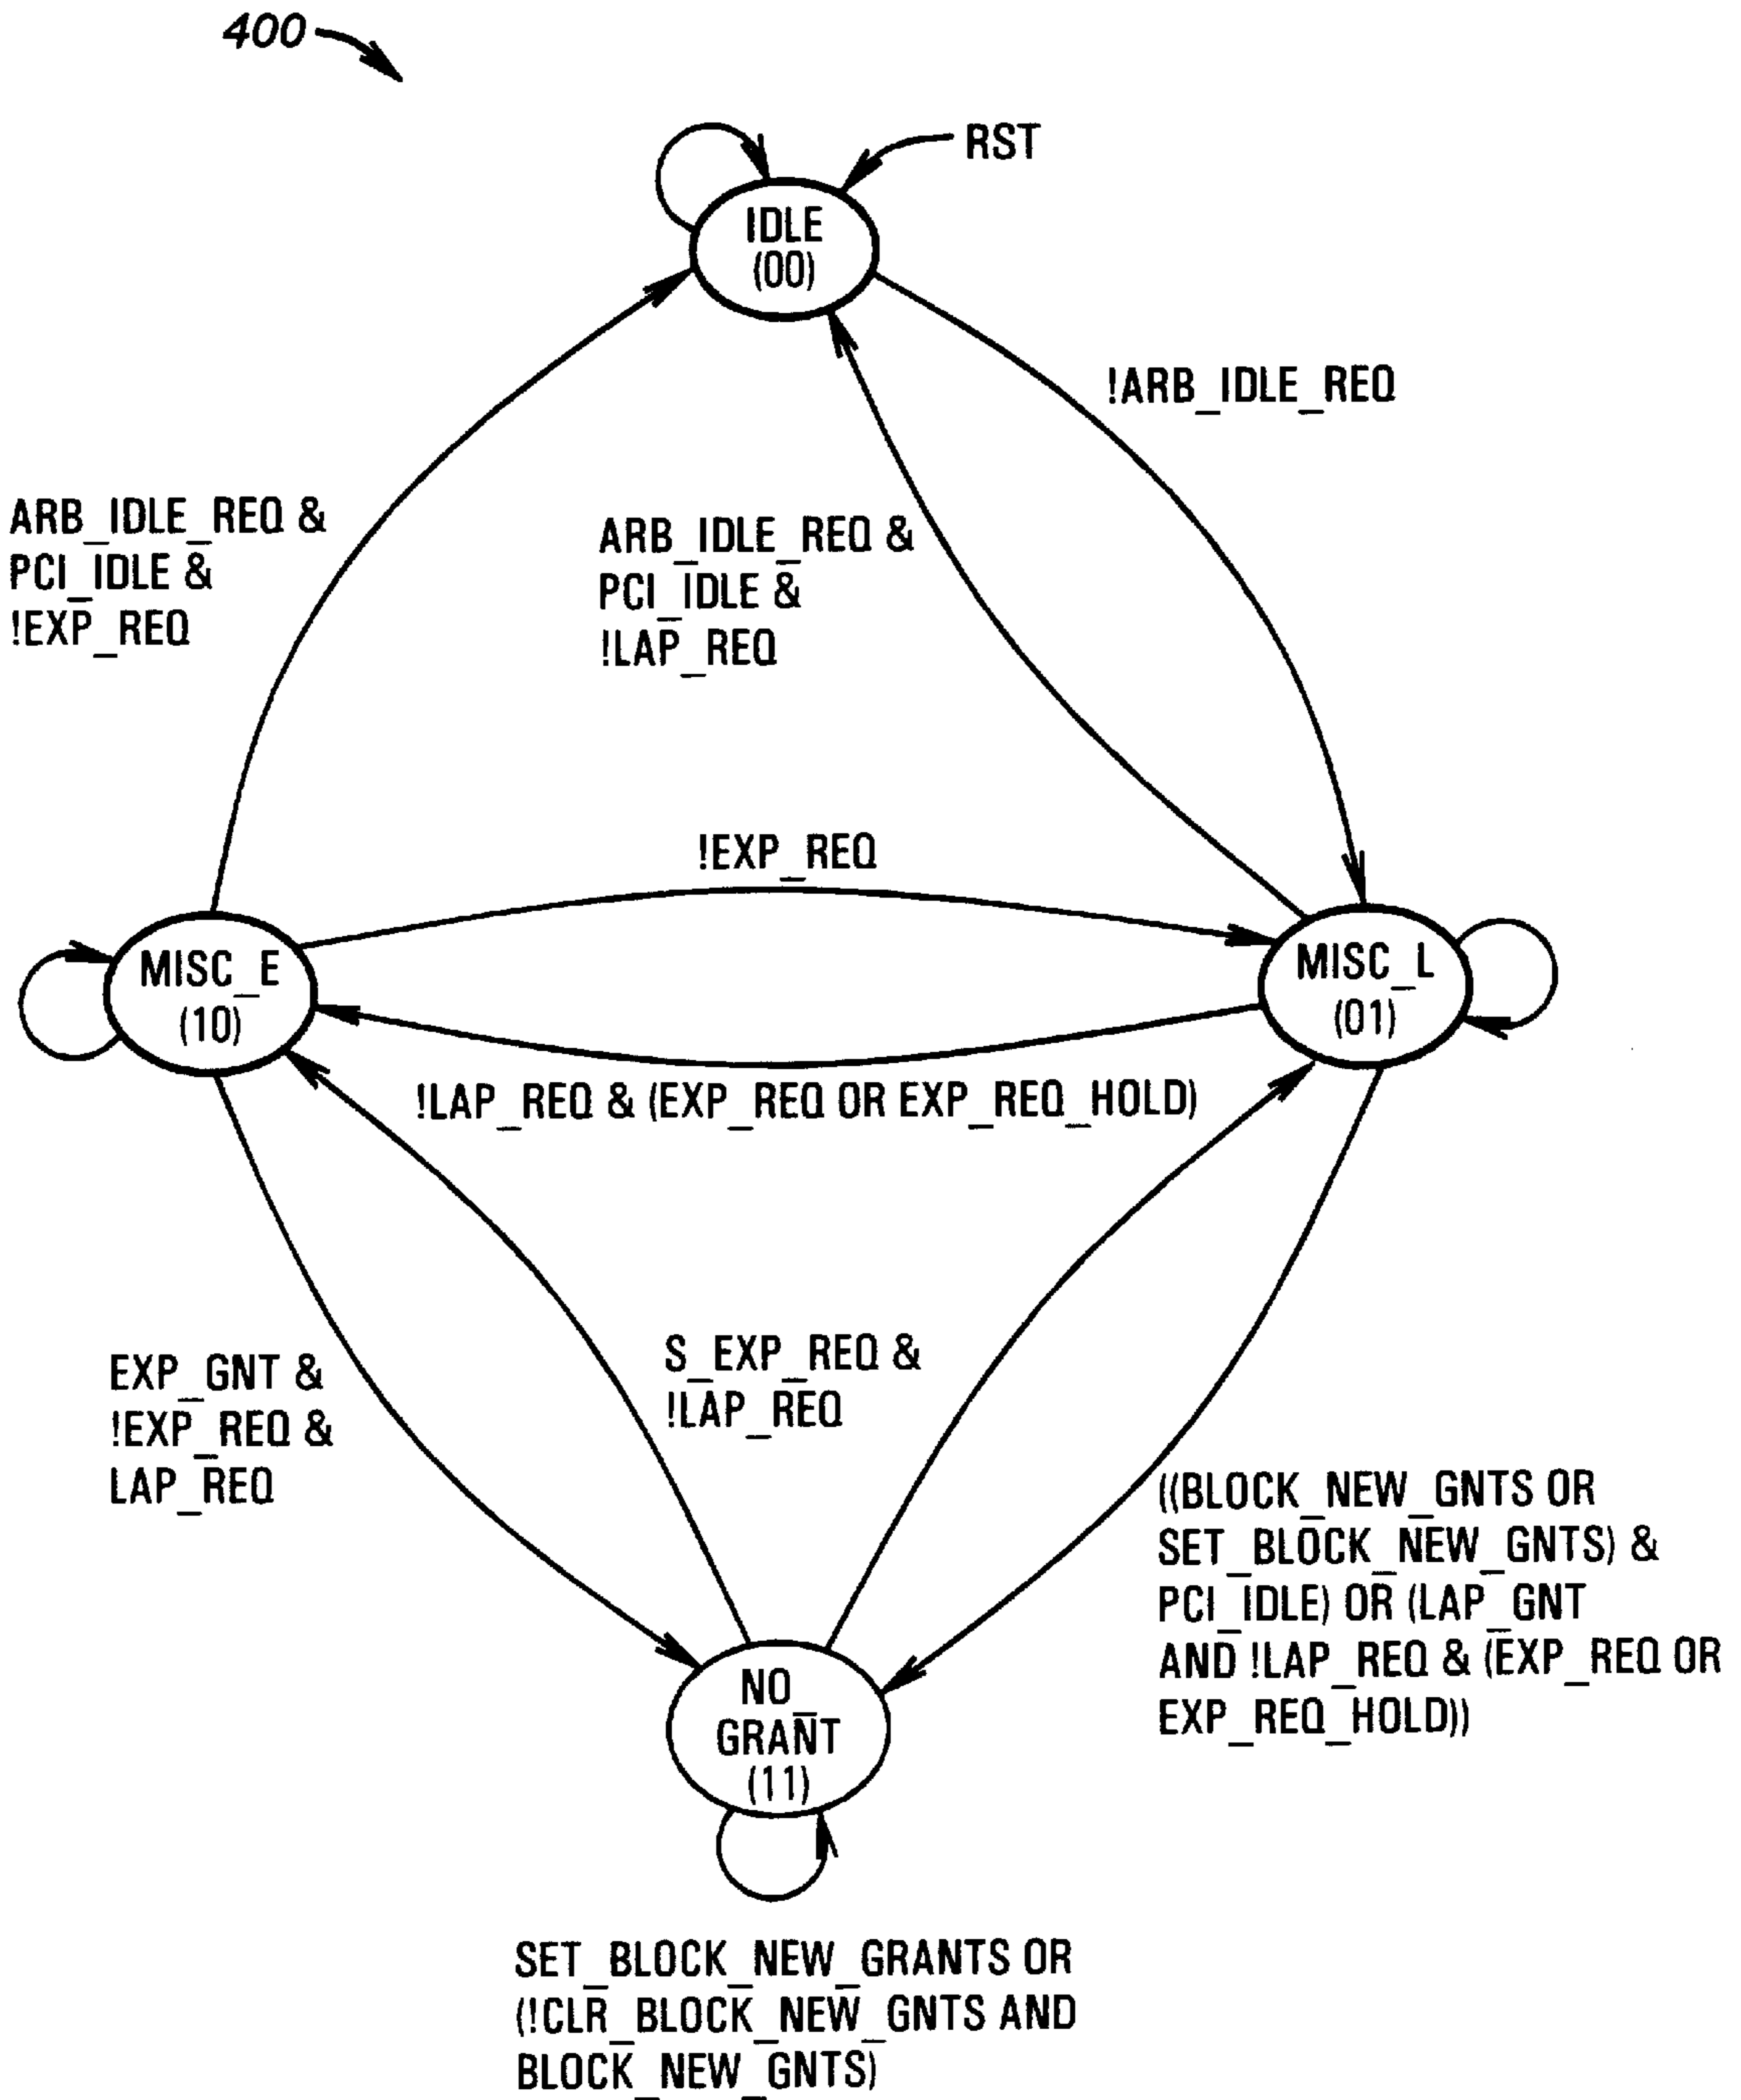 400
RST
IDLE
(00)
!ARB_IDLE_REQ
ARB_IDLE_REQ &
PCI_IDLE &
!EXP_REQ
ARB_IDLE_REQ &
PCI_IDLE &
!LAP_REQ
!EXP_REQ
MISC_E
(10)
MISC_L
(01)
!LAP_REQ & (EXP_REQ OR EXP_REQ_HOLD)
EXP_GNT &
!EXP_REQ &
LAP_REQ
S_EXP_REQ &
!LAP_REQ
((BLOCK_NEW_GNTS OR
SET_BLOCK_NEW_GNTS) &
PCI_IDLE) OR (LAP_GNT
AND !LAP_REQ & (EXP_REQ OR
EXP_REQ_HOLD))
NO_
GRANT
(11)
SET_BLOCK_NEW_GRANTS OR
(!CLR_BLOCK_NEW_GNTS AND
BLOCK_NEW_GNTS)